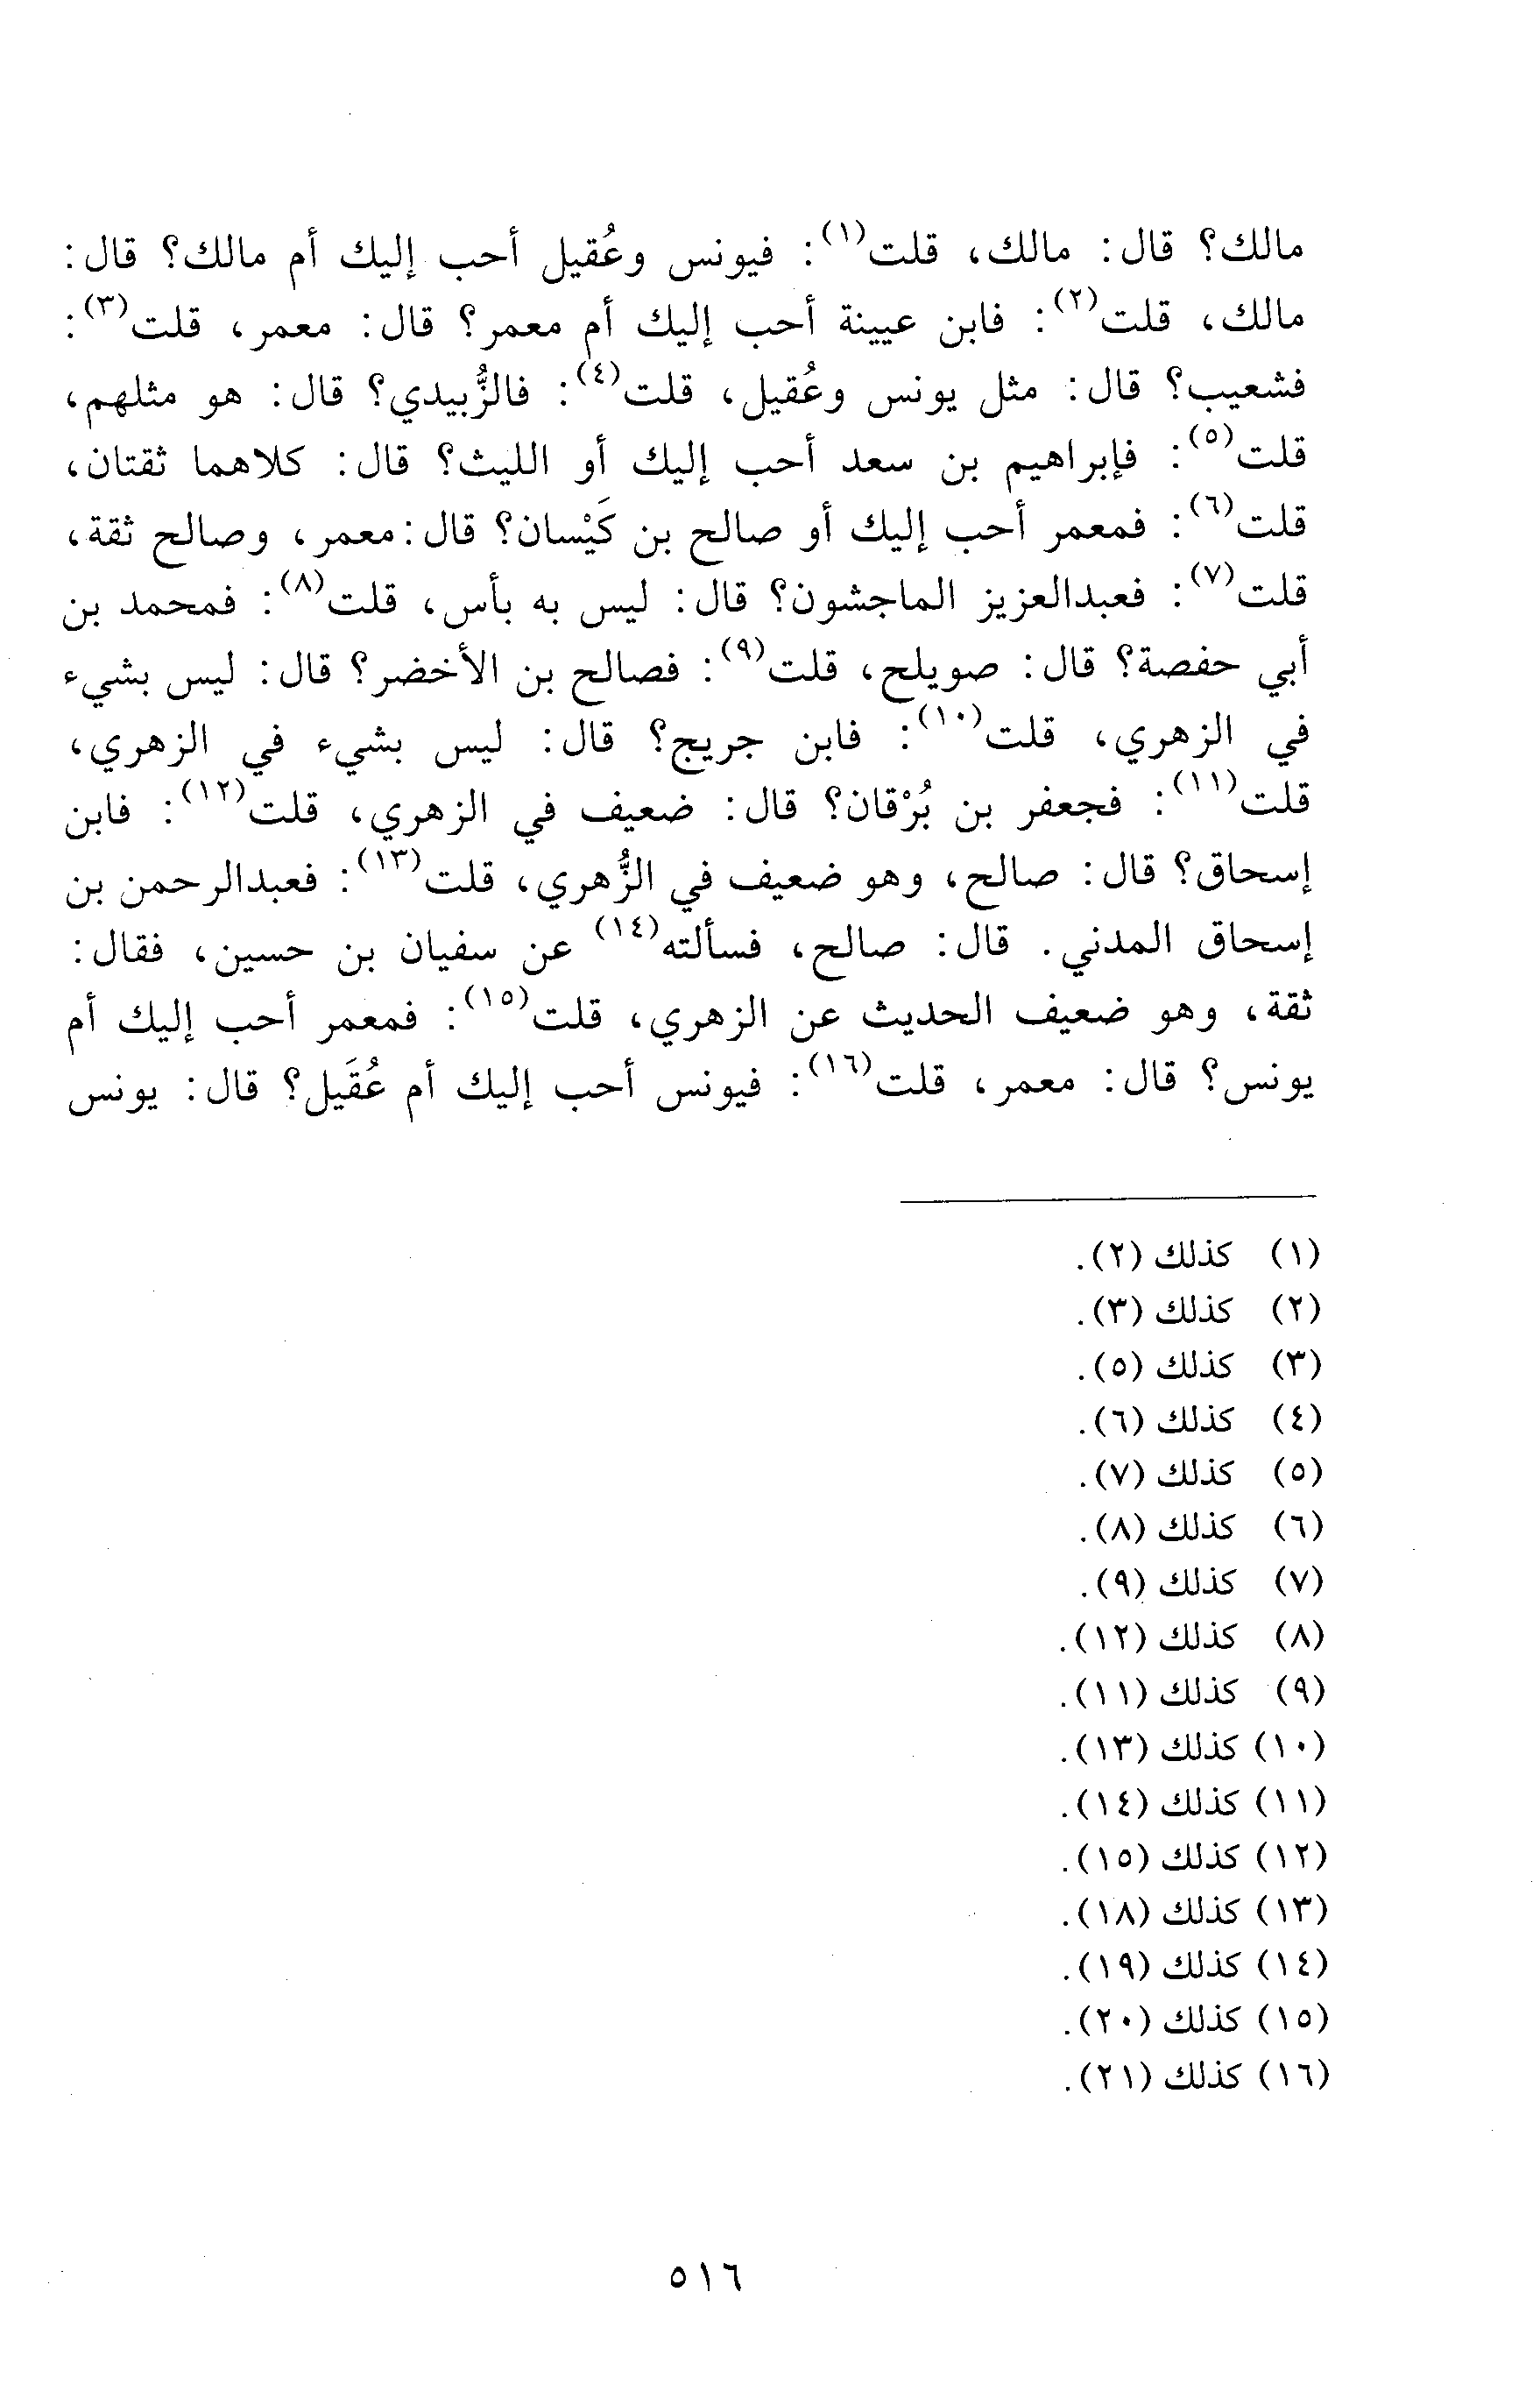 مالك؟ قال: مالك، قلت(١): فيونس وعُقيل أحب إليك أم مالك؟ قال:
مالك، قلت(٢): فابن عيينة أحب إليك أم معمر؟ قال: معمر، قلت(٣):
فشعيب؟ قال: مثل يونس وعُقيل، قلت(٤): فالزُّبيدي؟ قال: هو مثلهم،
قلت(٥): فإبراهيم بن سعد أحب إليك أو الليث؟ قال: كلاهما ثقتان،
قلت(٦): فمعمر أحب إليك أو صالح بن كَيْسان؟ قال: معمر، وصالح ثقة،
قلت(٧): فعبدالعزيز الماجشون؟ قال: ليس به بأس، قلت(٨): فمحمد بن
أبي حفصة؟ قال: صويلح، قلت(٩): فصالح بن الأخضر؟ قال: ليس بشيء
في الزهري، قلت(١٠): فابن جريج؟ قال: ليس بشيء في الزهري،
قلت(١١): فجعفر بن بُرْقان؟ قال: ضعيف في الزهري، قلت(١٢): فابن
إسحاق؟ قال: صالح، وهو ضعيف في الزُّهري، قلت(١٣): فعبدالرحمن بن
إسحاق المدني. قال: صالح، فسألته(١٤) عن سفيان بن حسين، فقال:
ثقة، وهو ضعيف الحديث عن الزهري، قلت(١٥): فمعمر أحب إليك أم
يونس؟ قال: معمر، قلت(١٦): فيونس أحب إليك أم عُقَيل؟ قال: يونس
(١) كذلك (٢).
(٢) كذلك (٣).
(٣) كذلك (٥).
(٤) كذلك (٦).
(٥) كذلك (٧).
(٦) كذلك (٨).
(٧) كذلك (٩).
(٨) كذلك (١٢).
(٩) كذلك (١١).
(١٠) كذلك (١٣).
(١١) كذلك (١٤).
(١٢) كذلك (١٥).
(١٣) كذلك (١٨).
(١٤) كذلك (١٩).
(١٥) كذلك (٢٠).
(١٦) كذلك (٢١).
٥١٦